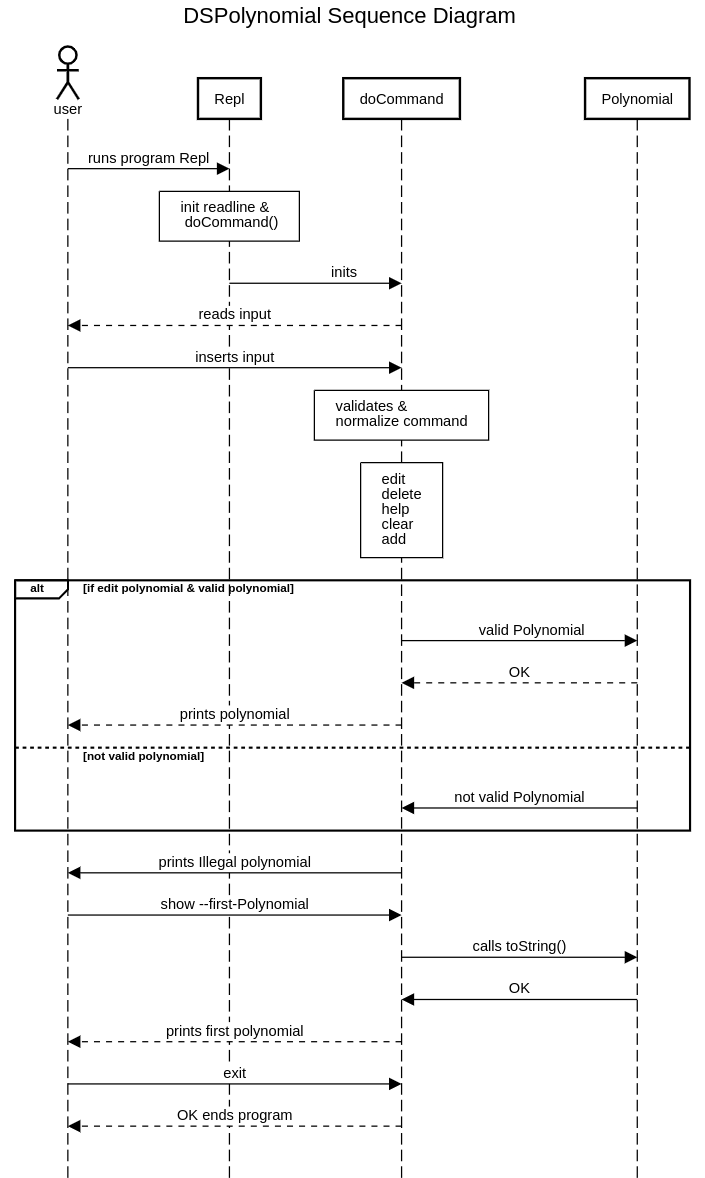 DSPolynomial Sequence Diagram
user
Repl
doCommand
Polynomial
runs program Repl
init readline &
doCommand()
inits
reads input
inserts input
validates &
normalize command
edit
delete
help
clear
add
alt
[if edit polynomial & valid polynomial]
valid Polynomial
OK
prints polynomial
[not valid polynomial]
not valid Polynomial
prints Illegal polynomial
show --first-Polynomial
calls toString()
OK
prints first polynomial
exit
OK ends program